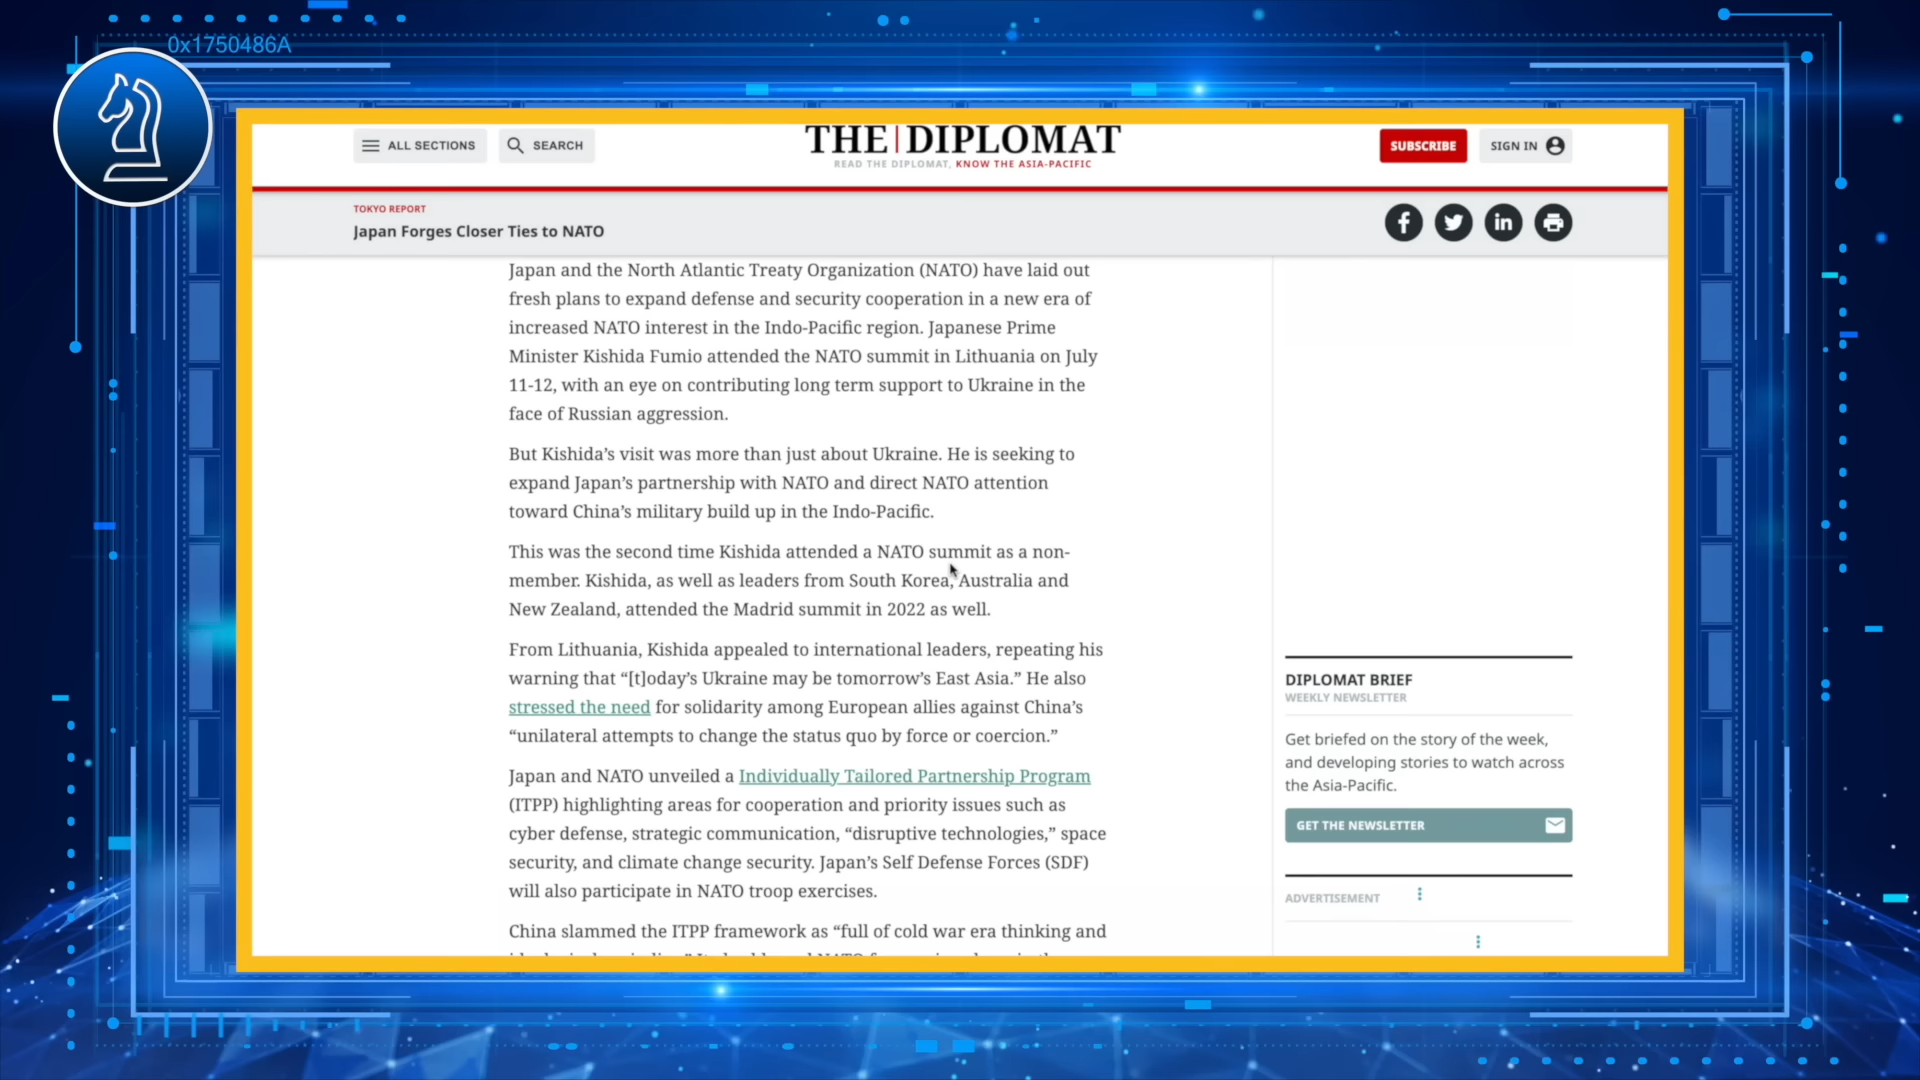 0x1750486A
ALL SECTIONS
SEARCH
THE|DIPLOMAT
READ THE DIPLOMAT, KNOW THE ASIA-PACIFIC
SUBSCRIBE
SIGN IN
TOKYO REPORT
Japan Forges Closer Ties to NATO
Japan and the North Atlantic Treaty Organization (NATO) have laid out
fresh plans to expand defense and security cooperation in a new era of
increased NATO interest in the Indo-Pacific region. Japanese Prime
Minister Kishida Fumio attended the NATO summit in Lithuania on July
11-12, with an eye on contributing long term support to Ukraine in the
face of Russian aggression.
But Kishida’s visit was more than just about Ukraine. He is seeking to
expand Japan’s partnership with NATO and direct NATO attention
toward China’s military build up in the Indo-Pacific.
This was the second time Kishida attended a NATO summit as a non-
member. Kishida, as well as leaders from South Korea, Australia and
New Zealand, attended the Madrid summit in 2022 as well.
From Lithuania, Kishida appealed to international leaders, repeating his
warning that “[t]oday’s Ukraine may be tomorrow’s East Asia.” He also
stressed the need for solidarity among European allies against China’s
“unilateral attempts to change the status quo by force or coercion.”
Japan and NATO unveiled a Individually Tailored Partnership Program
(ITPP) highlighting areas for cooperation and priority issues such as
cyber defense, strategic communication, “disruptive technologies,” space
security, and climate change security. Japan’s Self Defense Forces (SDF)
will also participate in NATO troop exercises.
China slammed the ITPP framework as “full of cold war era thinking and
DIPLOMAT BRIEF
WEEKLY NEWSLETTER
Get briefed on the story of the week,
and developing stories to watch across
the Asia-Pacific.
GET THE NEWSLETTER
ADVERTISEMENT